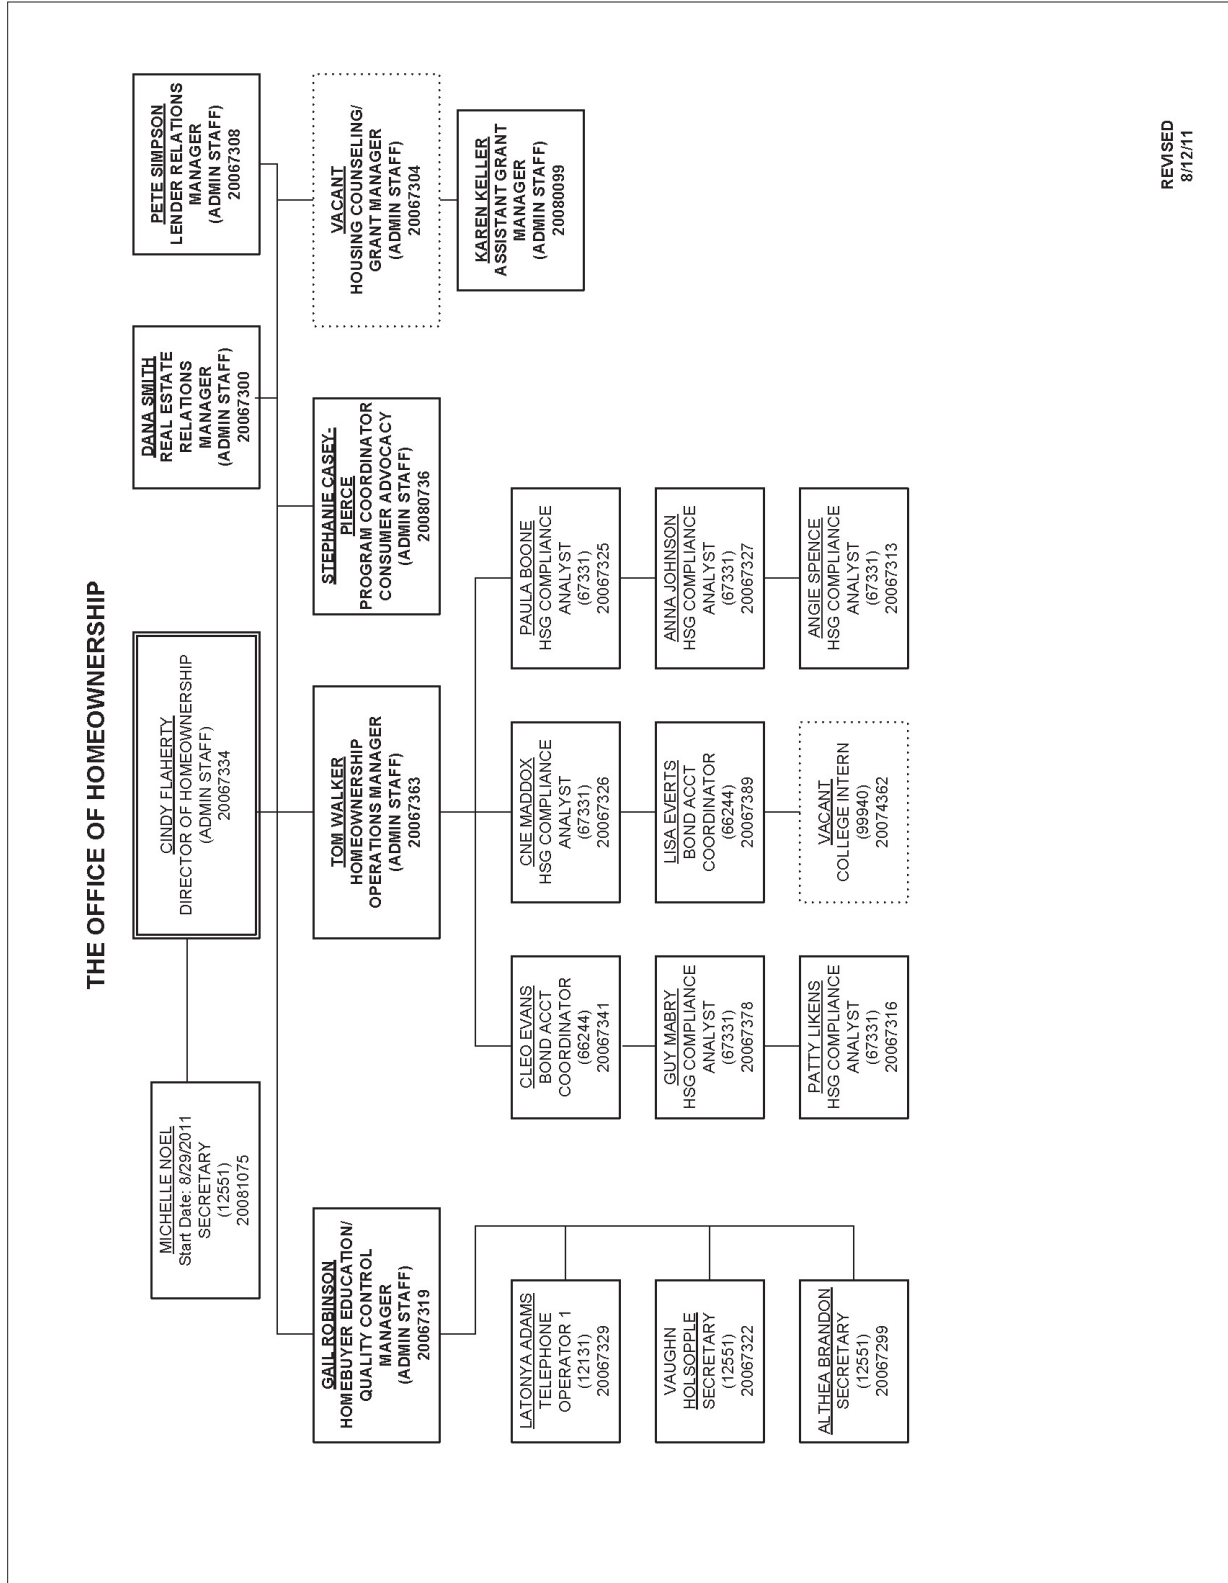 THE OFFICE OF HOMEOWNERSHIP
MICHELLE NOEL
Start Date: 8/29/2011
SECRETARY
(12551)
20081075
CINDY FLAHERTY
DIRECTOR OF HOMEOWNERSHIP
(ADMIN STAFF)
20067334
DANA SMITH
REAL ESTATE
RELATIONS
MANAGER
(ADMIN STAFF)
20067300
PETE SIMPSON
LENDER RELATIONS
MANAGER
(ADMIN STAFF)
20067308
GAIL ROBINSON
HOMEBUYER EDUCATION/
QUALITY CONTROL
MANAGER
(ADMIN STAFF)
20067319
TOM WALKER
HOMEOWNERSHIP
OPERATIONS MANAGER
(ADMIN STAFF)
20067363
STEPHANIE CASEY-
PIERCE
PROGRAM COORDINATOR
CONSUMER ADVOCACY
(ADMIN STAFF)
20080736
VACANT
HOUSING COUNSELING/
GRANT MANAGER
(ADMIN STAFF)
20067304
KAREN KELLER
ASSISTANT GRANT
MANAGER
(ADMIN STAFF)
20080099
LATONYA ADAMS
TELEPHONE
OPERATOR 1
(12131)
20067329
CLEO EVANS
BOND ACCT
COORDINATOR
(66244)
20067341
CNE MADDOX
HSG COMPLIANCE
ANALYST
(67331)
20067326
PAULA BOONE
HSG COMPLIANCE
ANALYST
(67331)
20067325
VAUGHN
HOLSOPPLE
SECRETARY
(12551)
20067322
GUY MABRY
HSG COMPLIANCE
ANALYST
(67331)
20067378
LISA EVERTS
BOND ACCT
COORDINATOR
(66244)
20067389
ANNA JOHNSON
HSG COMPLIANCE
ANALYST
(67331)
20067327
ALTHEA BRANDON
SECRETARY
(12551)
20067299
PATTY LIKENS
HSG COMPLIANCE
ANALYST
(67331)
20067316
VACANT
COLLEGE INTERN
(99940)
20074362
ANGIE SPENCE
HSG COMPLIANCE
ANALYST
(67331)
20067313
REVISED
8/12/11